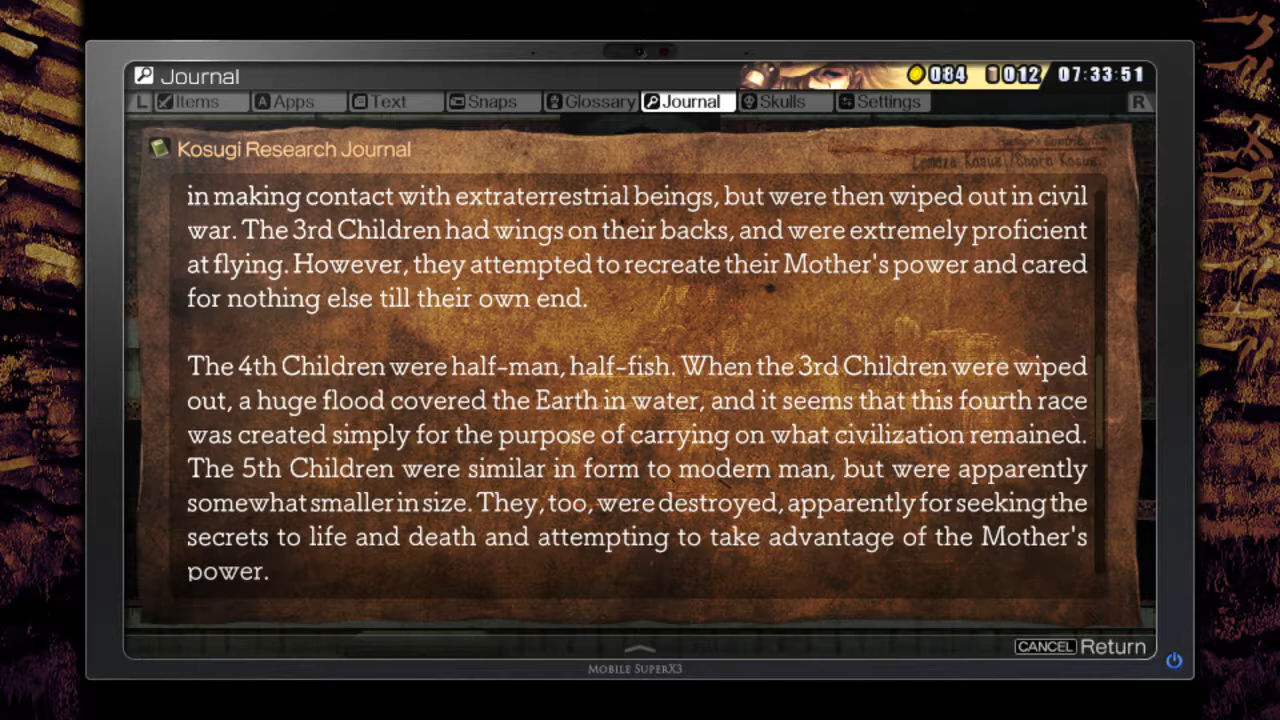 Journal
084 012 07:33:51
L Items Apps Text Snaps Glossary Journal Skulls Settings R
Kosugi Research Journal
Lemeza Kosugi/Shorn Kosugi
in making contact with extraterrestrial beings, but were then wiped out in civil
war. The 3rd Children had wings on their backs, and were extremely proficient
at flying. However, they attempted to recreate their Mother's power and cared
for nothing else till their own end.
The 4th Children were half-man, half-fish. When the 3rd Children were wiped
out, a huge flood covered the Earth in water, and it seems that this fourth race
was created simply for the purpose of carrying on what civilization remained.
The 5th Children were similar in form to modern man, but were apparently
somewhat smaller in size. They, too, were destroyed, apparently for seeking the
secrets to life and death and attempting to take advantage of the Mother's
power.
CANCEL Return
MOBILE SUPERX3